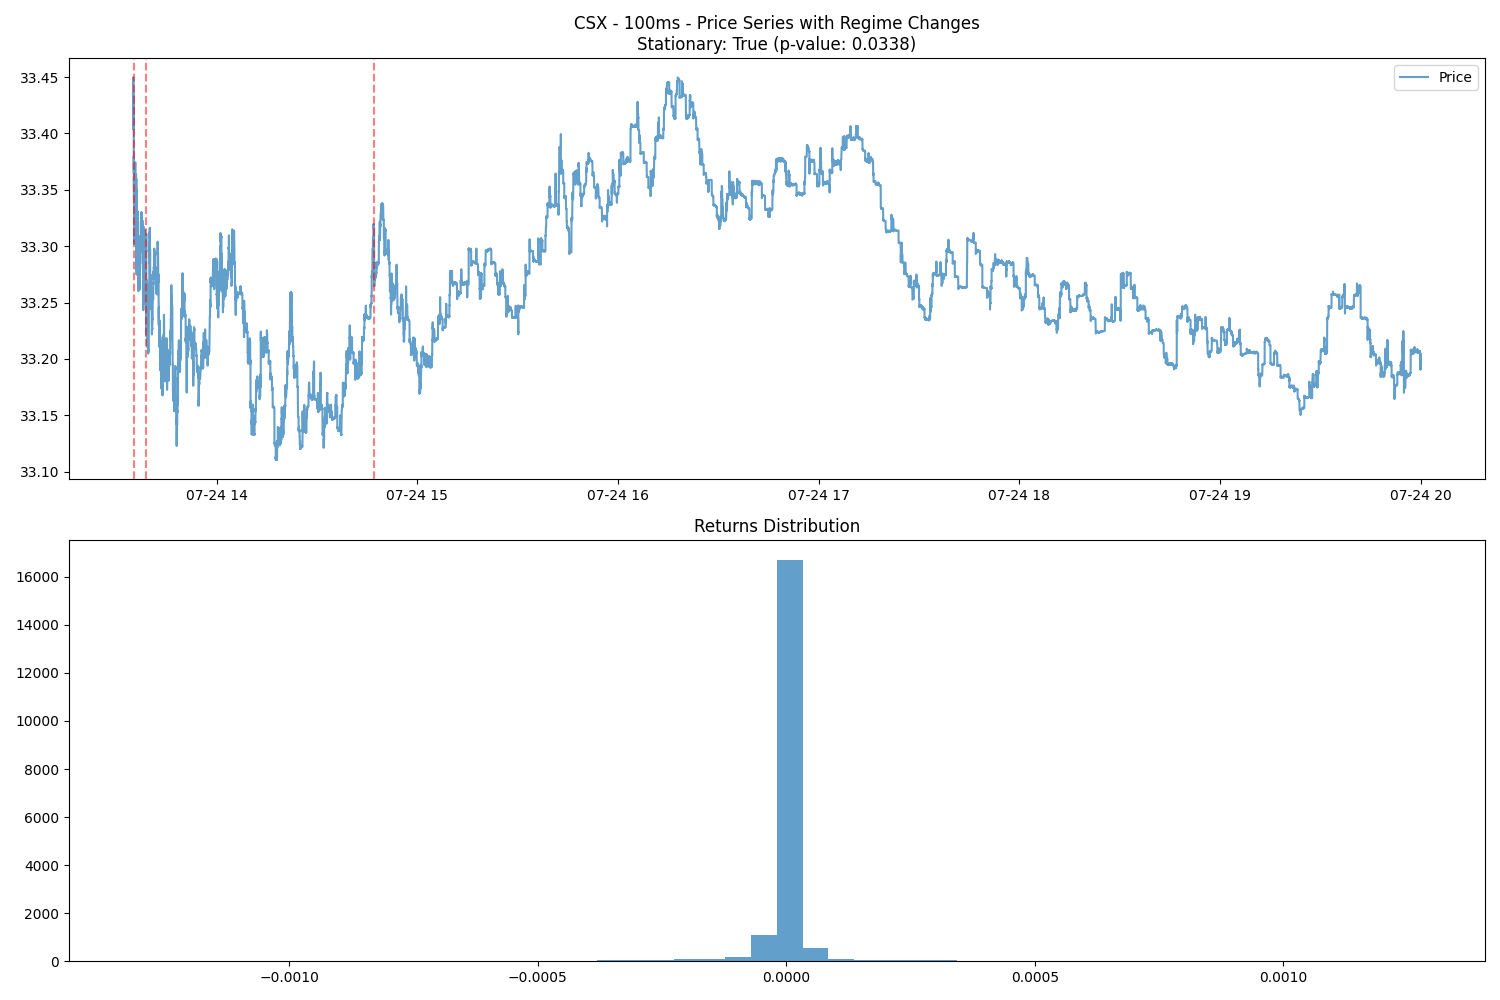 CSX - 100ms - Price Series with Regime Changes
Stationary: True (p-value: 0.0338)
Price
33.45
33.40
33.35
33.30
33.25
33.20
33.15
33.10
07-24 14 07-24 15 07-24 16 07-24 17 07-24 18 07-24 19 07-24 20
Returns Distribution
16000
14000
12000
10000
8000
6000
4000
2000
0
−0.0010 −0.0005 0.0000 0.0005 0.0010